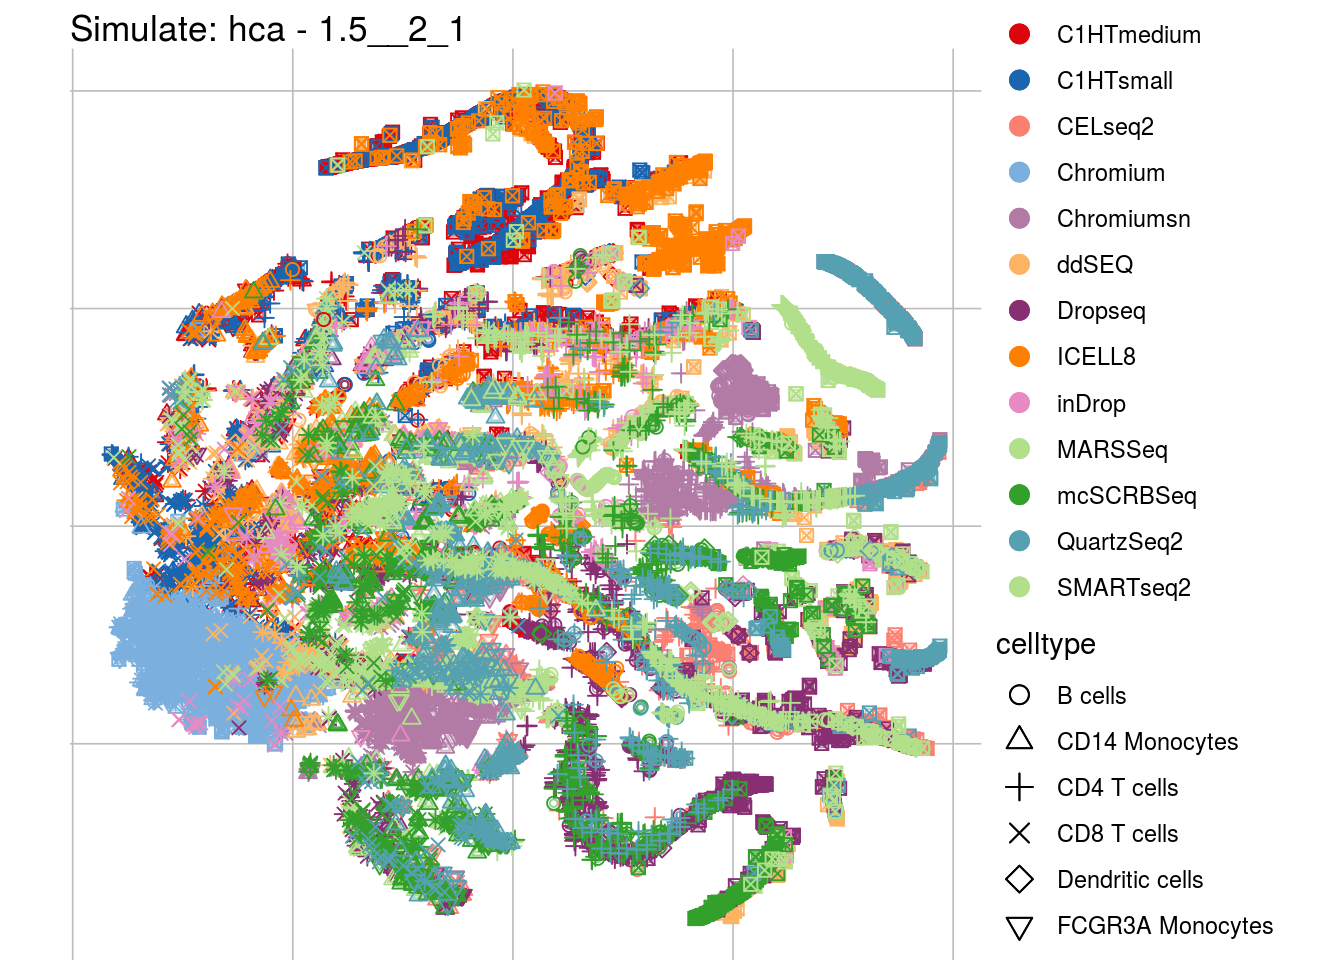 Simulate: hca - 1.5__2_1
C1HTmedium
C1HTsmall
CELseq2
Chromium
Chromiumsn
ddSEQ
Dropseq
ICELL8
inDrop
MARSSeq
mcSCRBSeq
QuartzSeq2
SMARTseq2
celltype
B cells
CD14 Monocytes
CD4 T cells
CD8 T cells
Dendritic cells
FCGR3A Monocytes